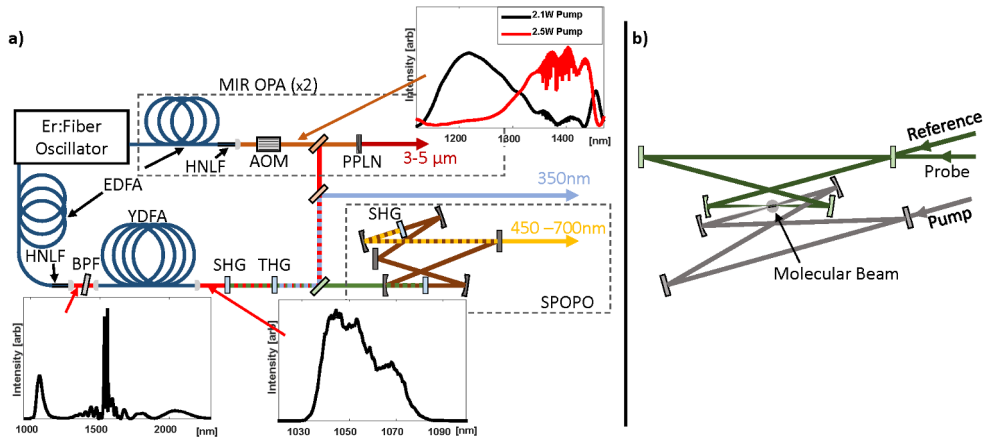 a)
b)
Er:Fiber
Oscillator
MIR OPA (x2)
HNLF
AOM
PPLN
3-5 µm
EDFA
YDFA
HNLF
BPF
SHG
THG
350nm
SHG
450 –700nm
SPOPO
Intensity [arb]
2.1W Pump
2.5W Pump
1200
1300
1400
[nm]
Intensity [arb]
1000
1500
2000
[nm]
Intensity [arb]
1030
1050
1070
1090
[nm]
Reference
Probe
Pump
Molecular Beam